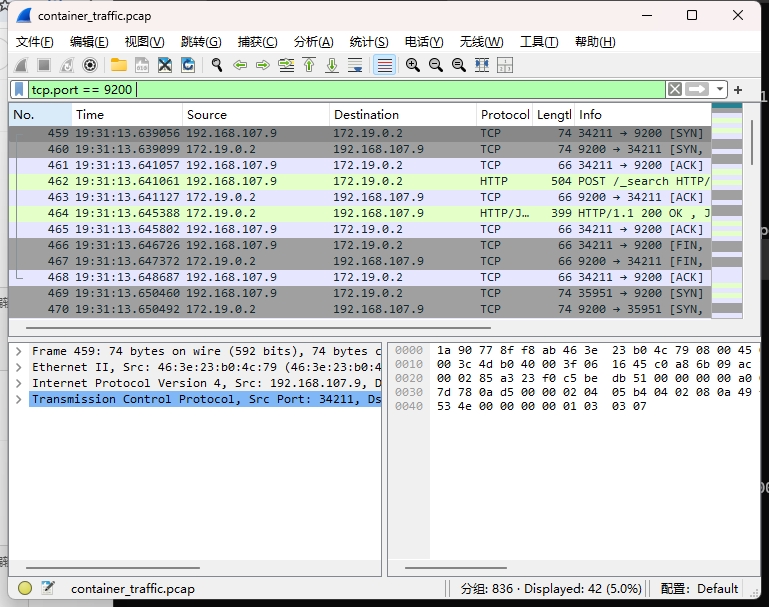 container_traffic.pcap
文件(F) 编辑(E) 视图(V) 跳转(G) 捕获(C) 分析(A) 统计(S) 电话(Y) 无线(W) 工具(T) 帮助(H)
tcp.port == 9200
No. Time Source Destination Protocol Lengtl Info
459 19:31:13.639056 192.168.107.9 172.19.0.2 TCP 74 34211 → 9200 [SYN]
460 19:31:13.639099 172.19.0.2 192.168.107.9 TCP 74 9200 → 34211 [SYN,
461 19:31:13.641057 192.168.107.9 172.19.0.2 TCP 66 34211 → 9200 [ACK]
462 19:31:13.641061 192.168.107.9 172.19.0.2 HTTP 504 POST /_search HTTP/
463 19:31:13.641127 172.19.0.2 192.168.107.9 TCP 66 9200 → 34211 [ACK]
464 19:31:13.645388 172.19.0.2 192.168.107.9 HTTP/J… 399 HTTP/1.1 200 OK , J
465 19:31:13.645802 192.168.107.9 172.19.0.2 TCP 66 34211 → 9200 [ACK]
466 19:31:13.646726 192.168.107.9 172.19.0.2 TCP 66 34211 → 9200 [FIN,
467 19:31:13.647372 172.19.0.2 192.168.107.9 TCP 66 9200 → 34211 [FIN,
468 19:31:13.648687 192.168.107.9 172.19.0.2 TCP 66 34211 → 9200 [ACK]
469 19:31:13.650460 192.168.107.9 172.19.0.2 TCP 74 35951 → 9200 [SYN]
470 19:31:13.650492 172.19.0.2 192.168.107.9 TCP 74 9200 → 35951 [SYN,
Frame 459: 74 bytes on wire (592 bits), 74 bytes c
Ethernet II, Src: 46:3e:23:b0:4c:79 (46:3e:23:b0:4
Internet Protocol Version 4, Src: 192.168.107.9, D
Transmission Control Protocol, Src Port: 34211, Ds
0000 1a 90 77 8f f8 ab 46 3e 23 b0 4c 79 08 00 45
0010 00 3c 4d b0 40 00 3f 06 16 45 c0 a8 6b 09 ac
0020 00 02 85 a3 23 f0 c5 be db 51 00 00 00 00 a0
0030 7d 78 0a d5 00 00 02 04 05 b4 04 02 08 0a 49
0040 53 4e 00 00 00 00 01 03 03 07
container_traffic.pcap 分组: 836 · Displayed: 42 (5.0%) 配置: Default